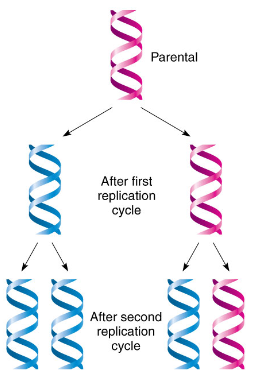 Parental
After first
replication
cycle
After second
replication
cycle